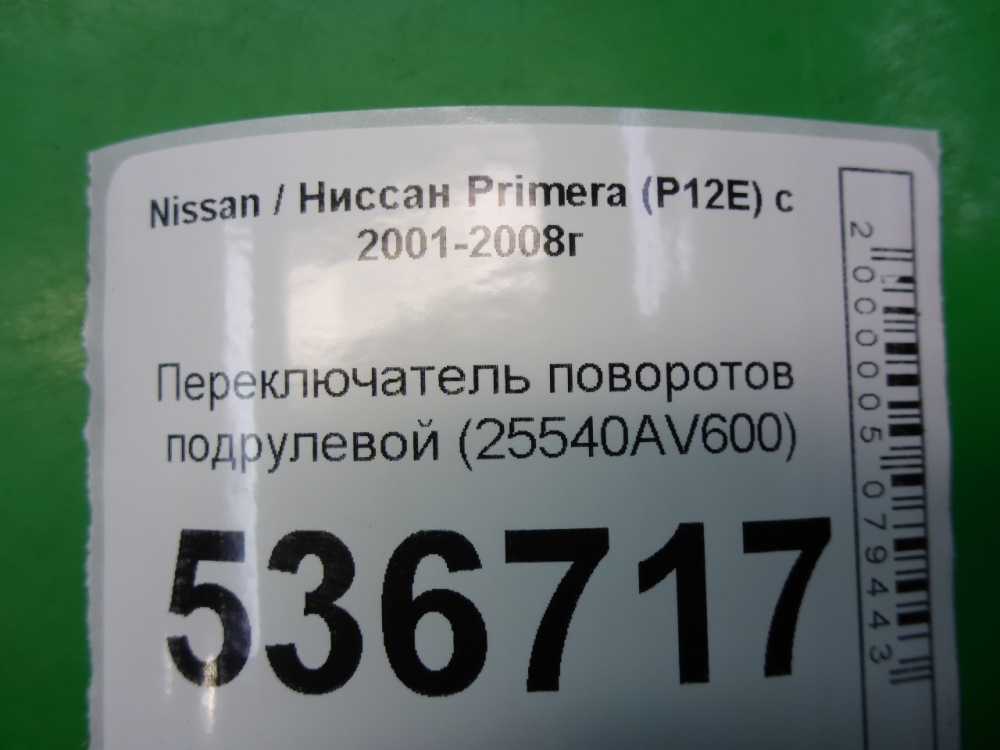 Nissan / Ниссан Primera (P12E) с
2001-2008г
Переключатель поворотов
подрулевой (25540AV600)
536717
2000005079443